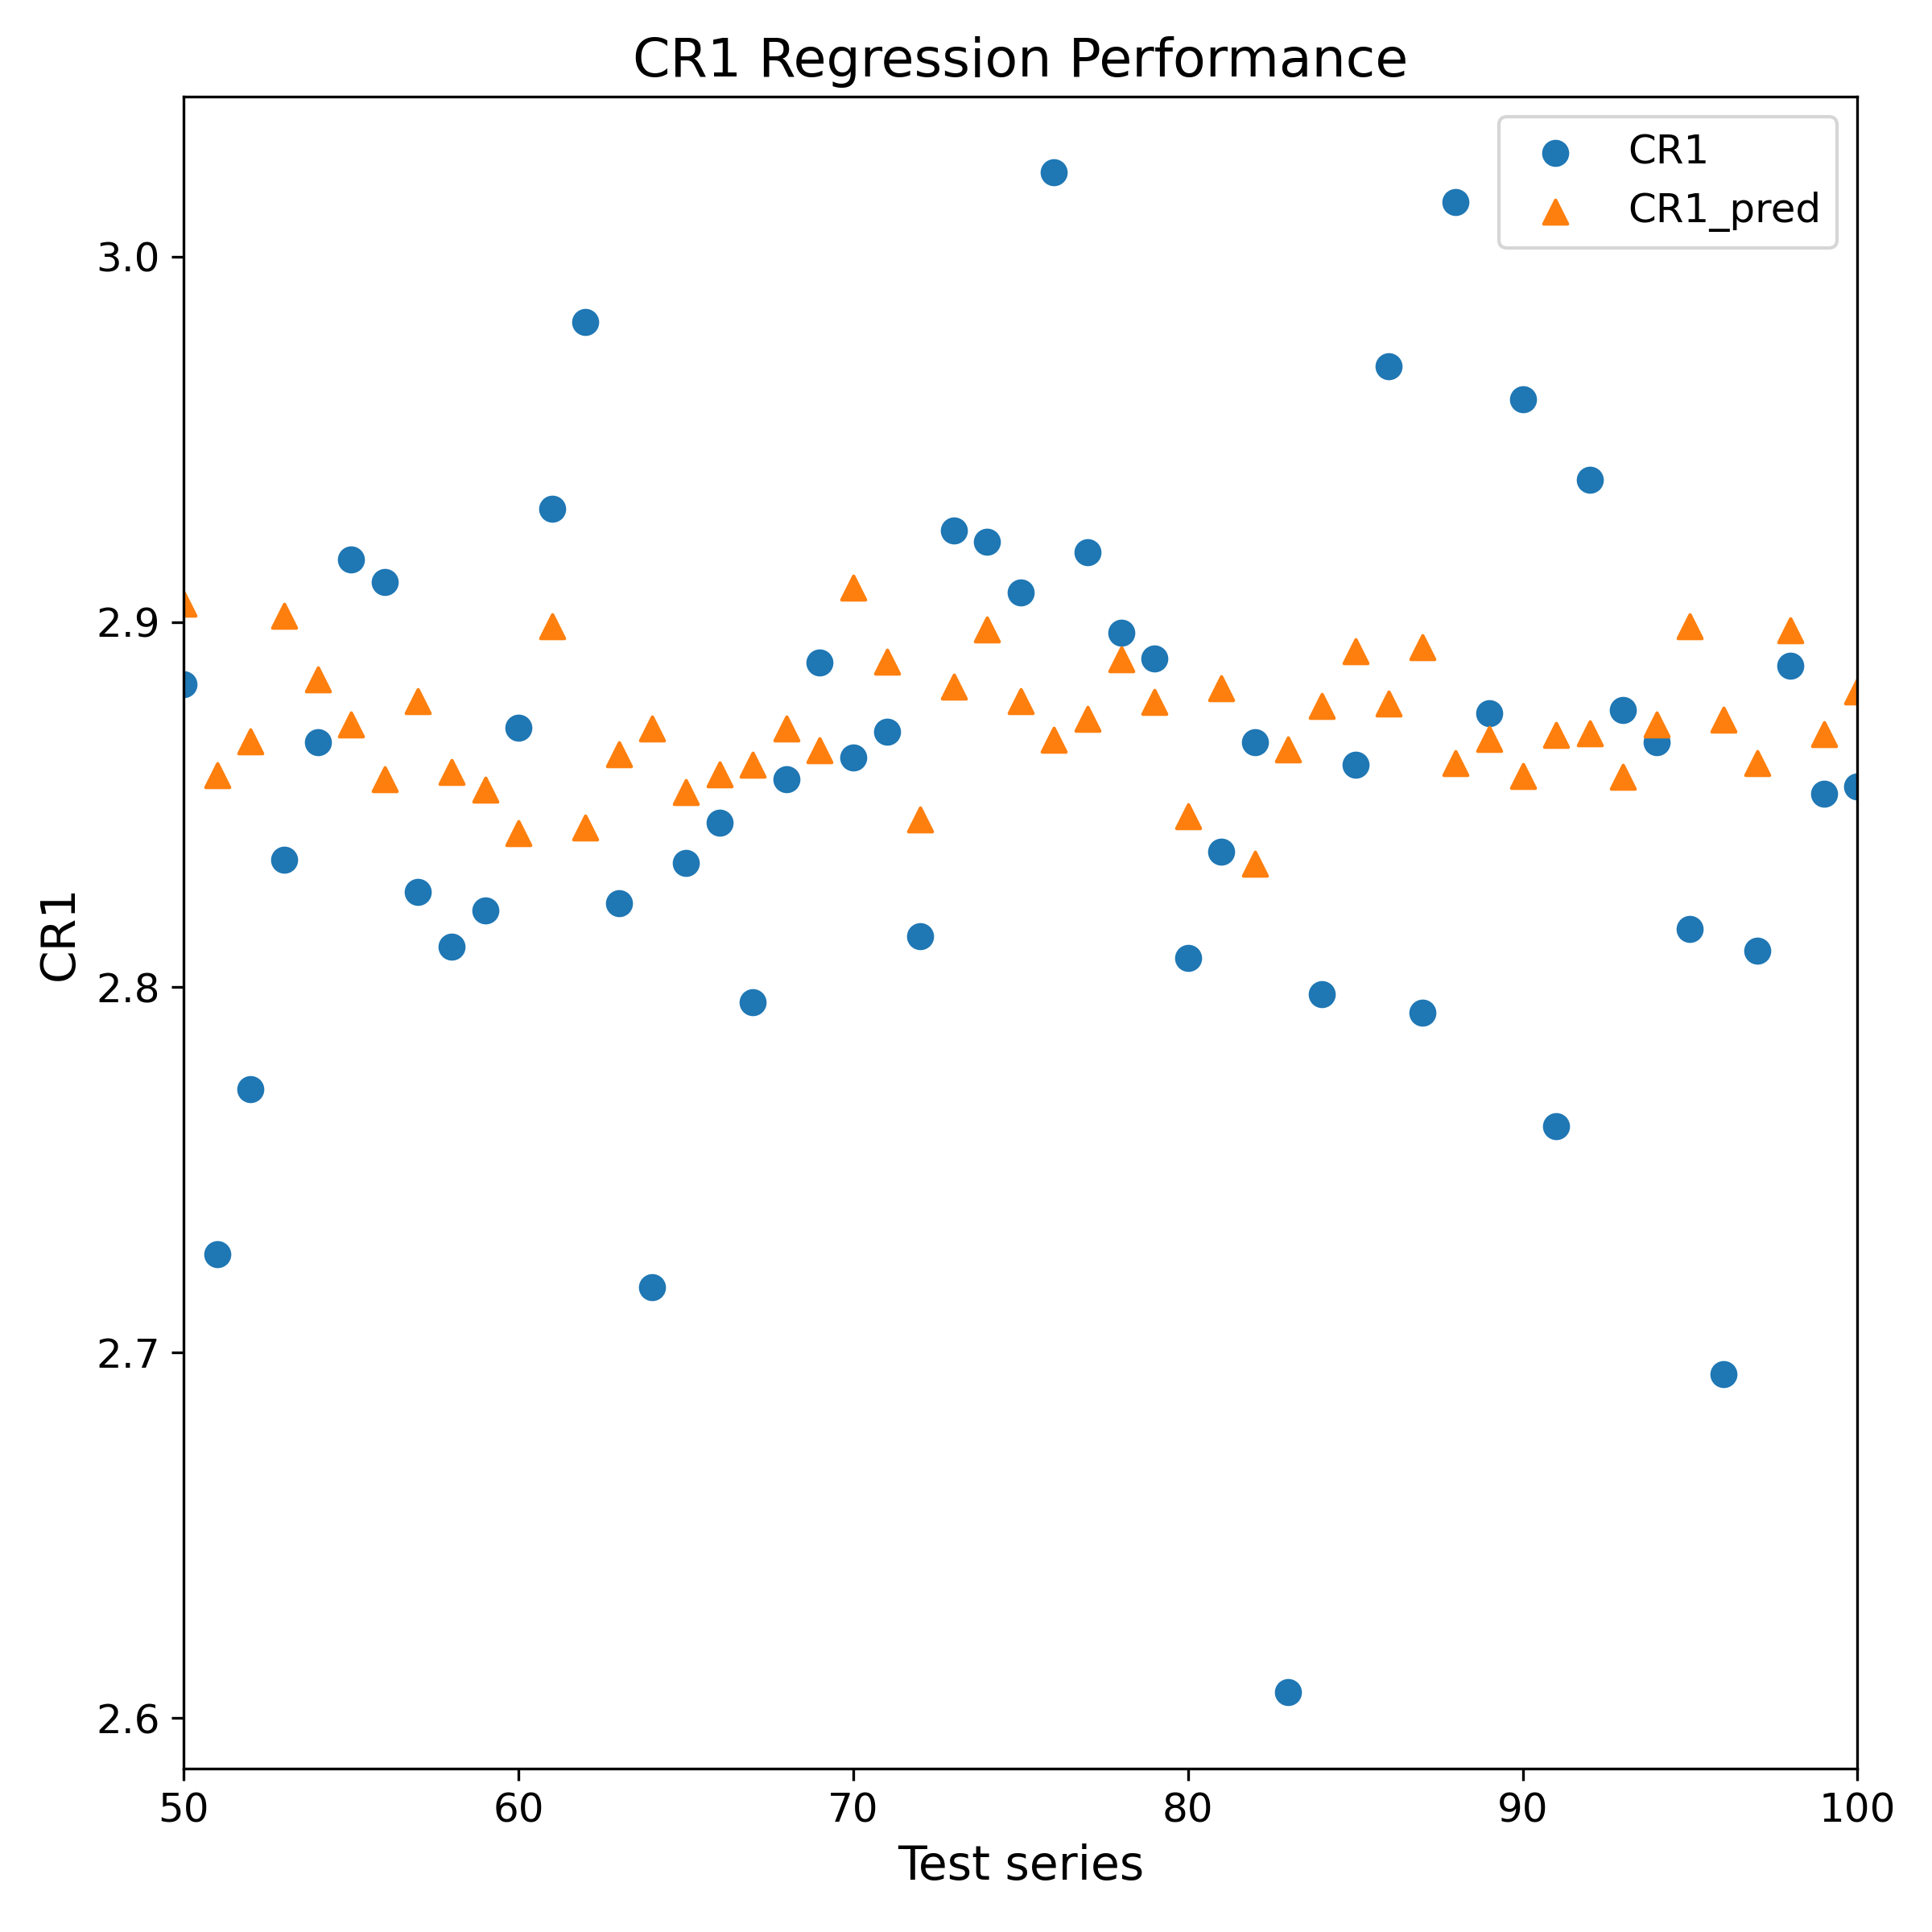 CR1 Regression Performance
CR1
CR1_pred
3.0
2.9
2.8
2.7
2.6
CR1
50 60 70 80 90 100
Test series